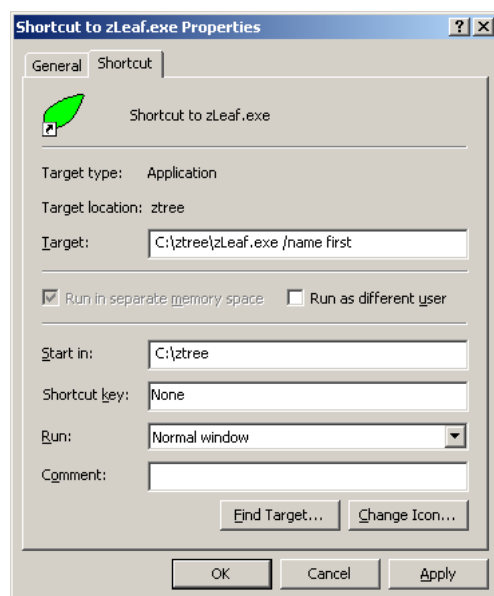 Shortcut to zLeaf.exe Properties
General Shortcut
Shortcut to zLeaf.exe
Target type: Application
Target location: ztree
Target: C:\ztree\zLeaf.exe /name first
Run in separate memory space Run as different user
Start in: C:\ztree
Shortcut key: None
Run: Normal window
Comment:
Find Target... Change Icon...
OK Cancel Apply